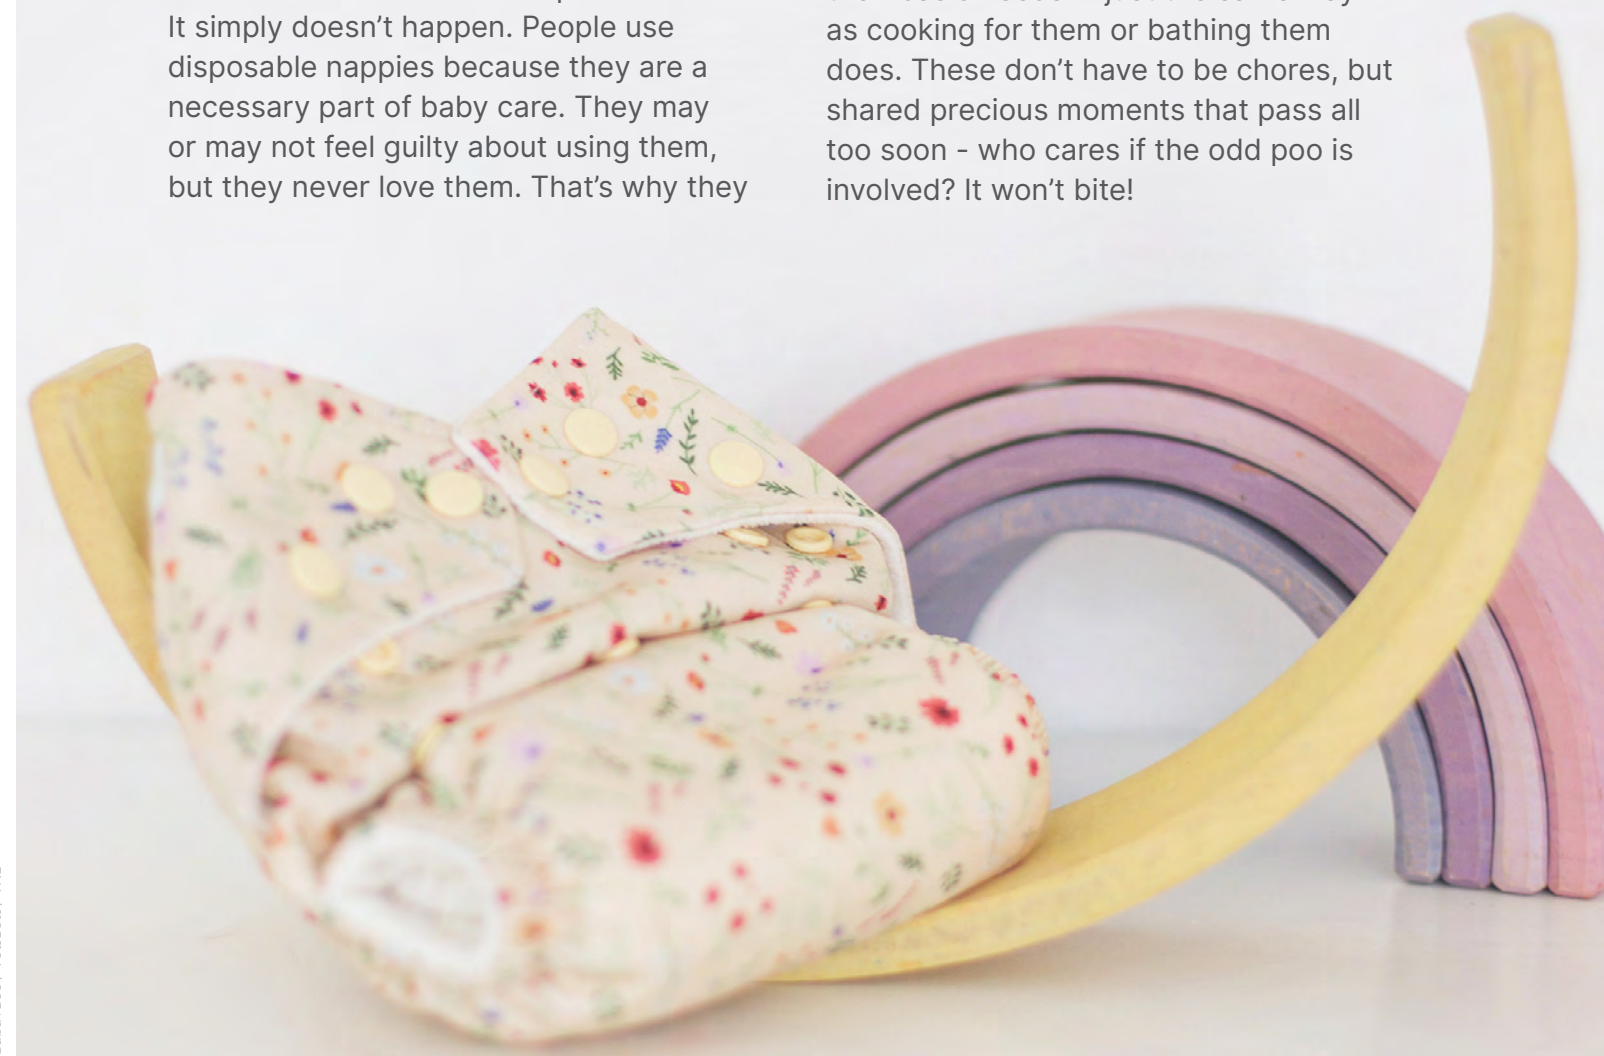 It simply doesn’t happen. People use
disposable nappies because they are a
necessary part of baby care. They may
or may not feel guilty about using them,
but they never love them. That’s why they
as cooking for them or bathing them
does. These don’t have to be chores, but
shared precious moments that pass all
too soon - who cares if the odd poo is
involved? It won’t bite!